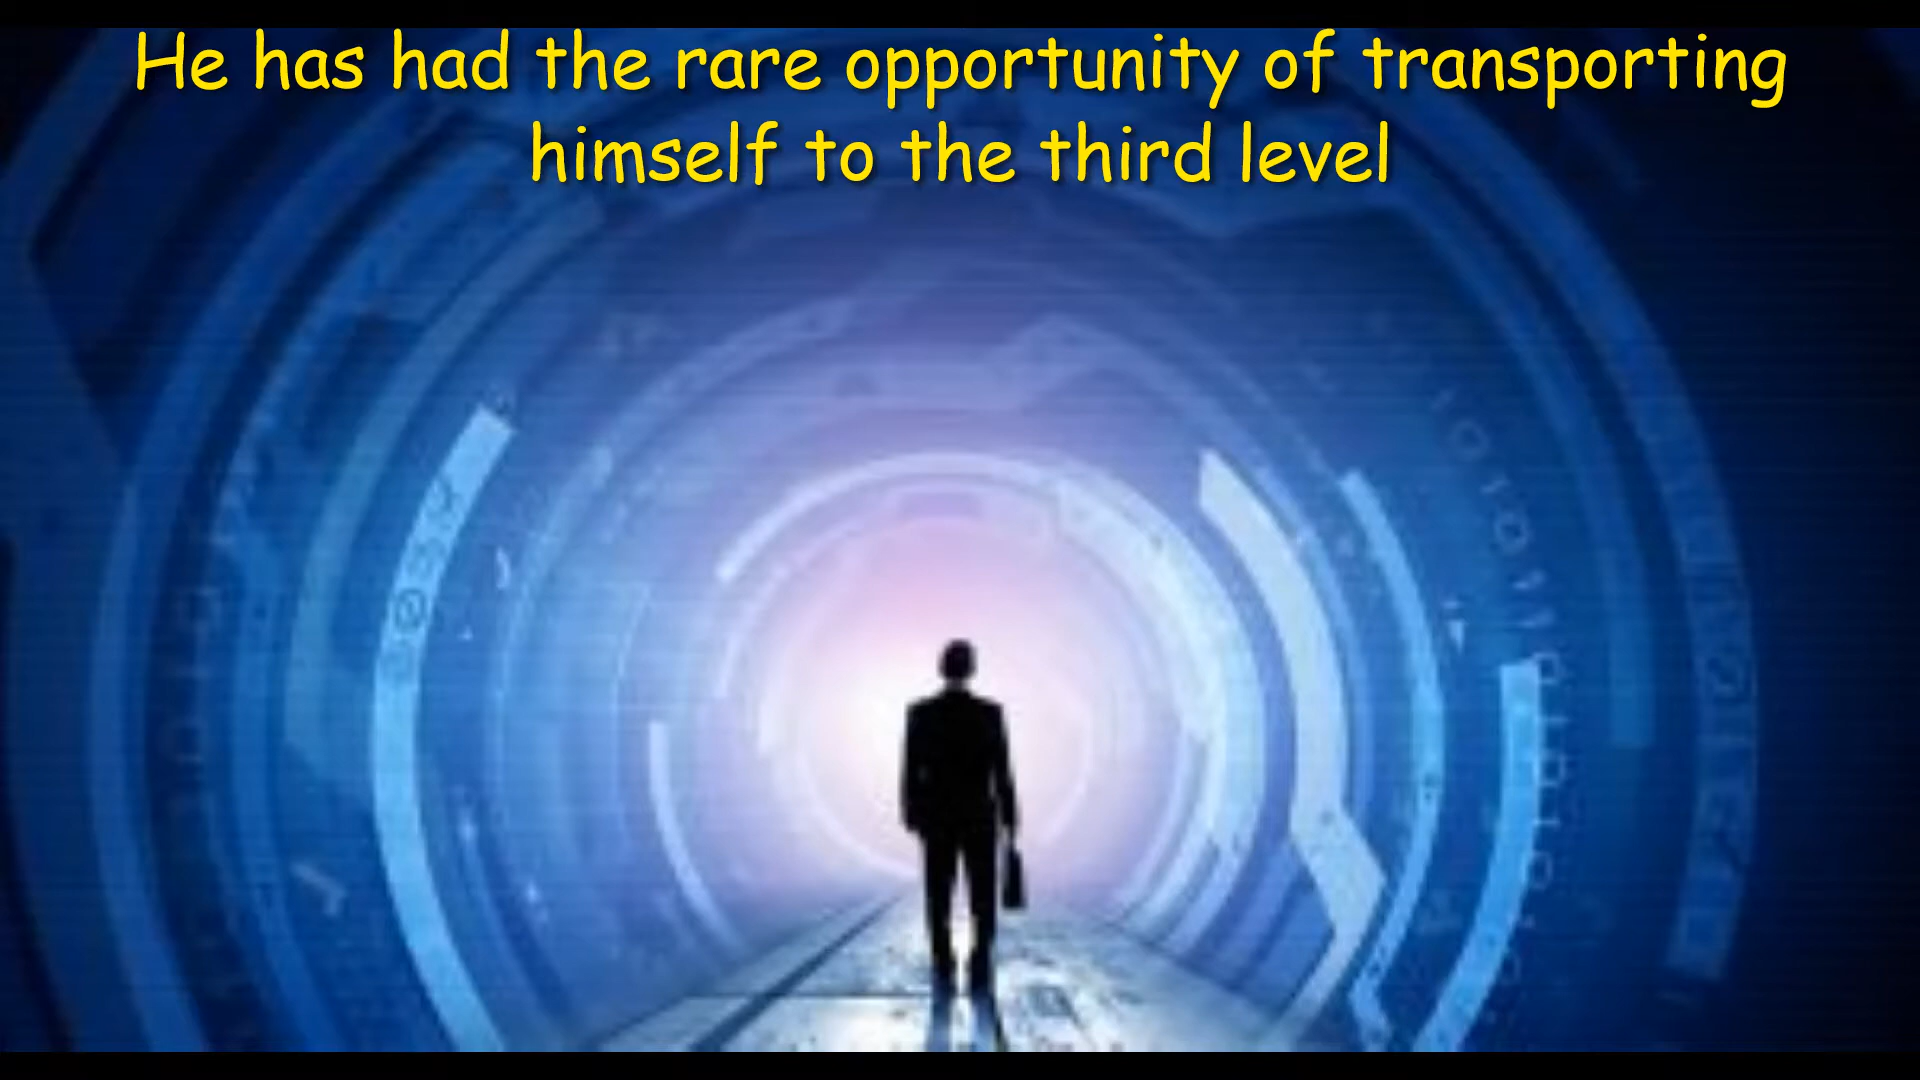 He has had the rare opportunity of transporting
himself to the third level